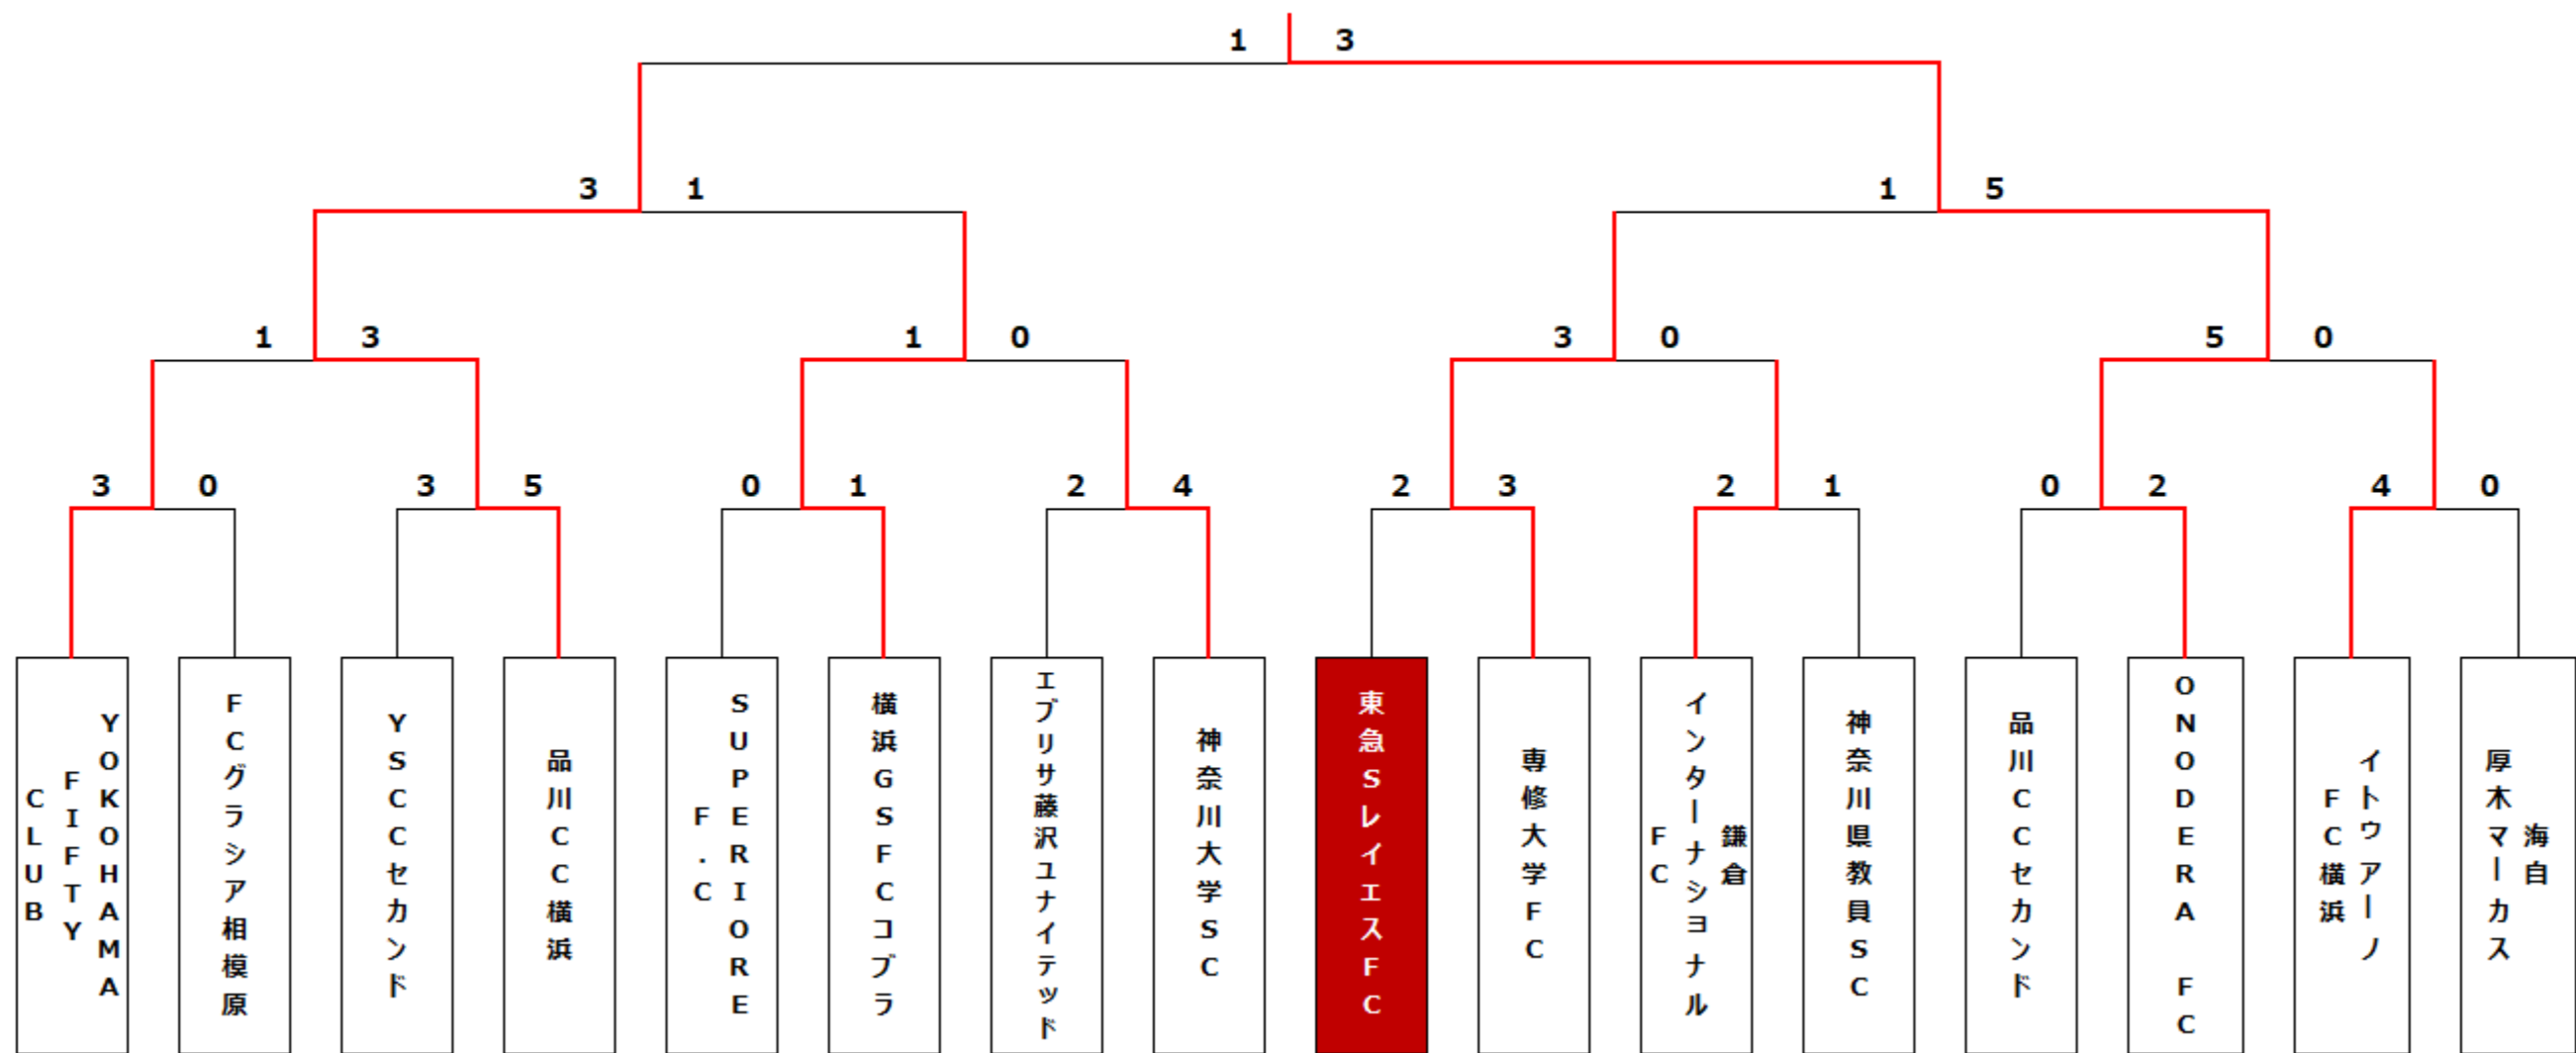 1 3
3 1
1 5
1 3
1 0
3 0
5 0
3 0
3 5
0 1
2 4
2 3
2 1
0 2
4 0
YOKOHAMA
FIFTY
CLUB
FCグラシア相模原
YSCCセカンド
品川CC横浜
SUPERIORE
F.C
横浜GSFCコブラ
エブリサ藤沢ユナイテッド
神奈川大学SC
東急SレイエスFC
専修大学FC
鎌倉
インターナショナル
FC
神奈川県教員SC
品川CCセカンド
ONODERA FC
イトゥアーノ
FC横浜
海自
厚木マーカス